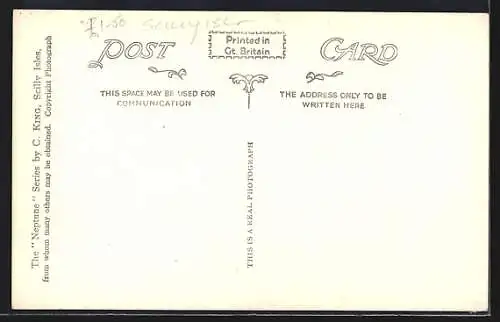 £1-50 Scilly Isles
POST
Printed in
Gt. Britain
CARD
THIS SPACE MAY BE USED FOR
COMMUNICATION
THE ADDRESS ONLY TO BE
WRITTEN HERE
THIS IS A REAL PHOTOGRAPH
The "Neptune" Series by C. KING, Scilly Isles,
from whom many others may be obtained. Copyright Photograph